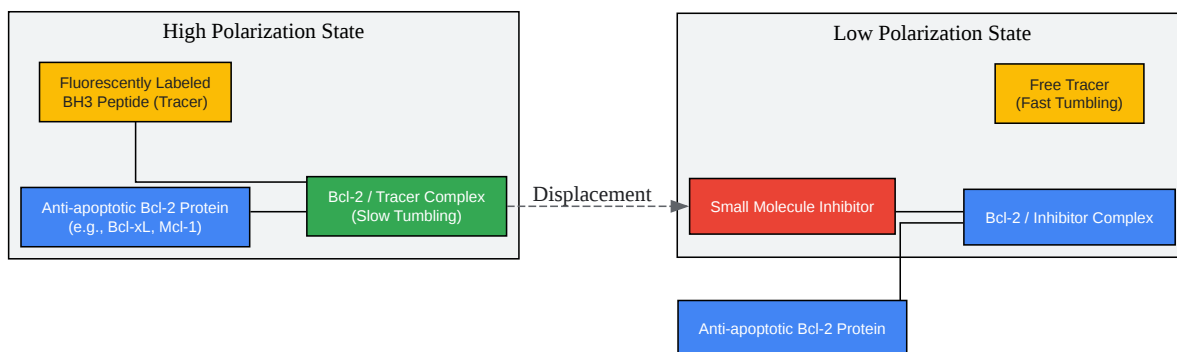 High Polarization State
Fluorescently Labeled
BH3 Peptide (Tracer)
Anti-apoptotic Bcl-2 Protein
(e.g., Bcl-xL, Mcl-1)
Bcl-2 / Tracer Complex
(Slow Tumbling)
Displacement
Low Polarization State
Free Tracer
(Fast Tumbling)
Small Molecule Inhibitor
Bcl-2 / Inhibitor Complex
Anti-apoptotic Bcl-2 Protein